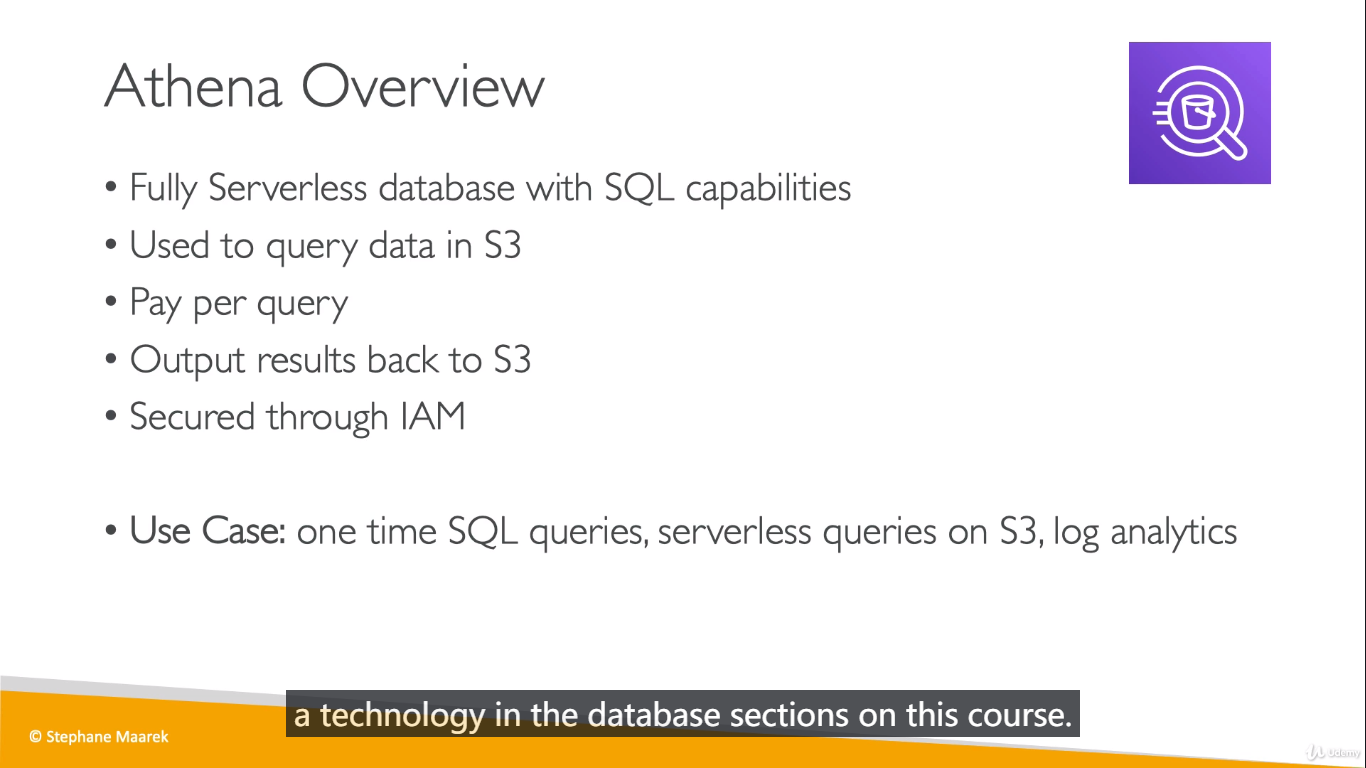 Athena Overview
• Fully Serverless database with SQL capabilities
• Used to query data in S3
• Pay per query
• Output results back to S3
• Secured through IAM
• Use Case: one time SQL queries, serverless queries on S3, log analytics
a technology in the database sections on this course.
© Stephane Maarek
Udemy